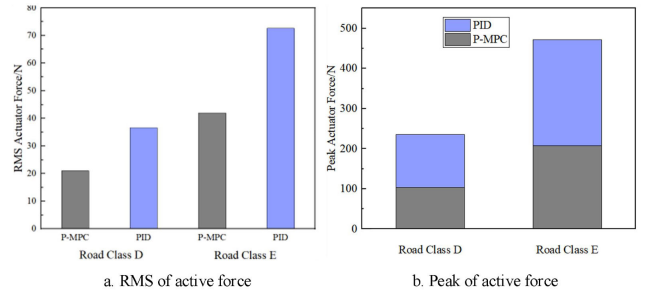 80
70
60
50
40
30
20
10
0
RMS Actuator Force/N
P-MPC
PID
P-MPC
PID
Road Class D
Road Class E
a. RMS of active force
500
400
300
200
100
0
Peak Actuator Force/N
PID
P-MPC
Road Class D
Road Class E
b. Peak of active force